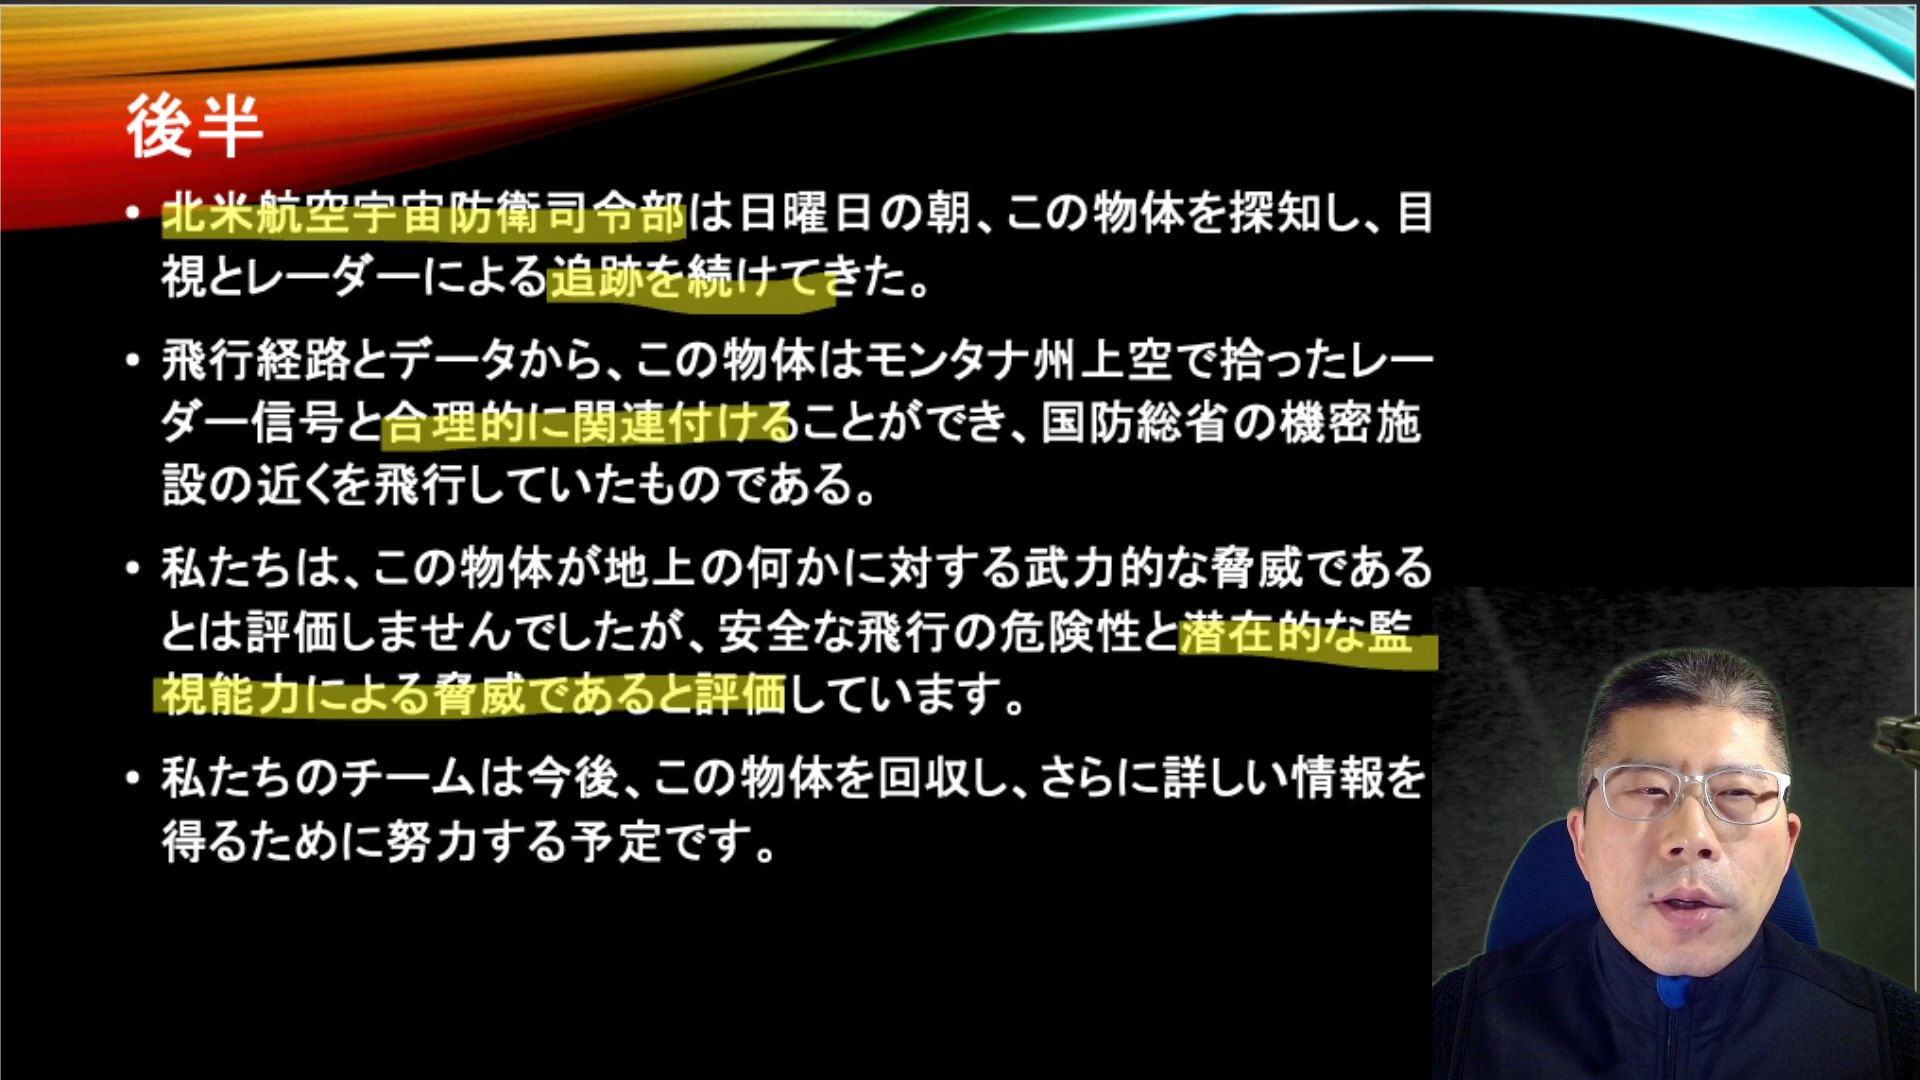 後半
• 北米航空宇宙防衛司令部は日曜日の朝、この物体を探知し、目
視とレーダーによる追跡を続けてきた。
• 飛行経路とデータから、この物体はモンタナ州上空で拾ったレー
ダー信号と合理的に関連付けることができ、国防総省の機密施
設の近くを飛行していたものである。
• 私たちは、この物体が地上の何かに対する武力的な脅威である
とは評価しませんでしたが、安全な飛行の危険性と潜在的な監
視能力による脅威であると評価しています。
• 私たちのチームは今後、この物体を回収し、さらに詳しい情報を
得るために努力する予定です。